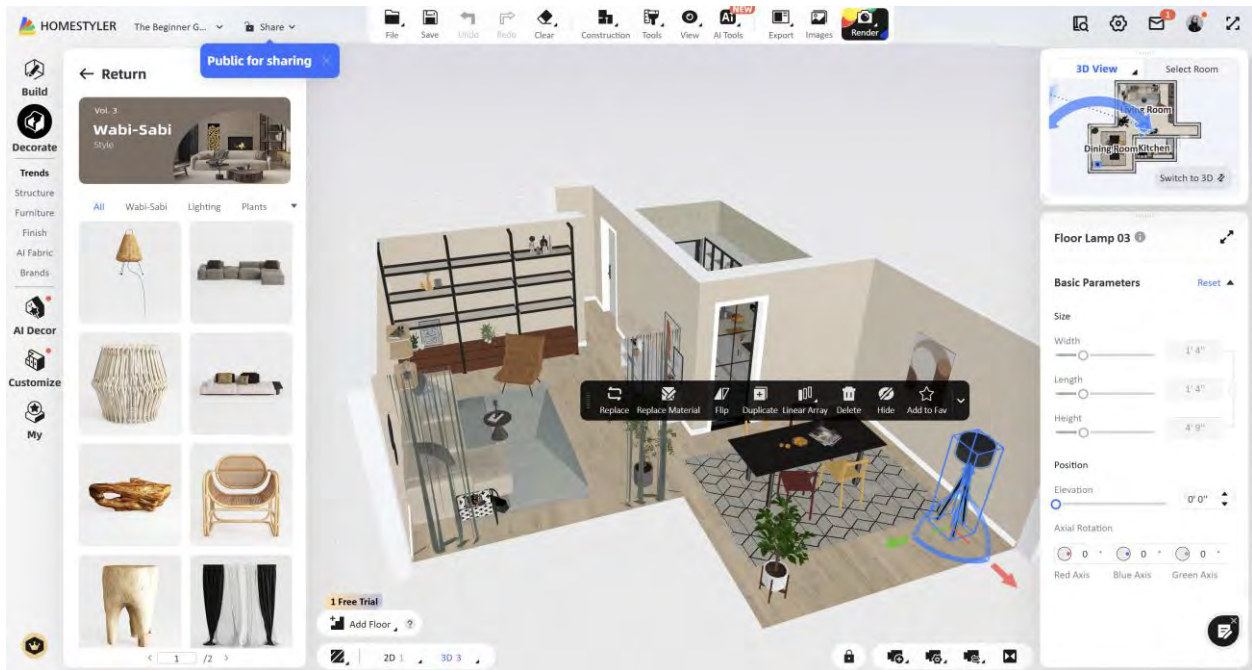 HOMESTYLER
The Beginner G...
Share
File
Save
Undo
Redo
Clear
Construction
Tools
View
AI Tools
NEW
Export
Images
Render
1
Public for sharing
Build
Decorate
Trends
Structure
Furniture
Finish
AI Fabric
Brands
AI Decor
Customize
My
Return
Vol. 3
Wabi-Sabi
Style
All Wabi-Sabi Lighting Plants
1 /2
Replace Replace Material Flip Duplicate Linear Array Delete Hide Add to Fav
1 Free Trial
Add Floor ?
2D 1 3D 3
3D View Select Room
Living Room
Dining Room Kitchen
Switch to 3D
Floor Lamp 03
Basic Parameters Reset
Size
Width
1' 4"
Length
1' 4"
Height
4' 9"
Position
Elevation
0' 0"
Axial Rotation
0 ° 0 ° 0 °
Red Axis Blue Axis Green Axis